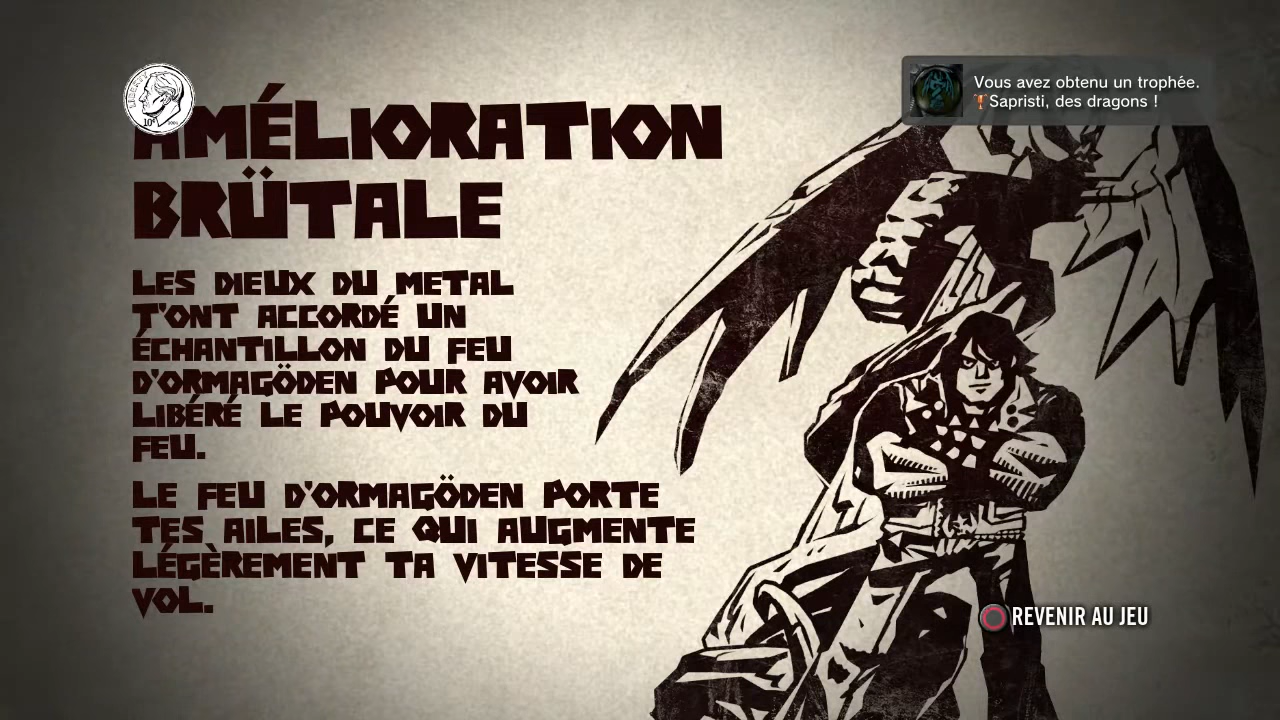 Vous avez obtenu un trophée.
Sapristi, des dragons !
LIBERTY
10¢
AMÉLIORATION
BRÜTALE
LES DIEUX DU METAL
T'ONT ACCORDÉ UN
ÉCHANTILLON DU FEU
D'ORMAGÖDEN POUR AVOIR
LIBÉRÉ LE POUVOIR DU
FEU.
LE FEU D'ORMAGÖDEN PORTE
TES AILES, CE QUI AUGMENTE
LÉGÈREMENT TA VITESSE DE
VOL.
REVENIR AU JEU